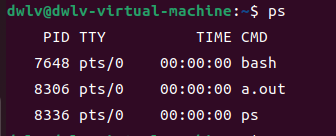 dwlv@dwlv-virtual-machine:~$ ps
PID TTY TIME CMD
7648 pts/0 00:00:00 bash
8306 pts/0 00:00:00 a.out
8336 pts/0 00:00:00 ps